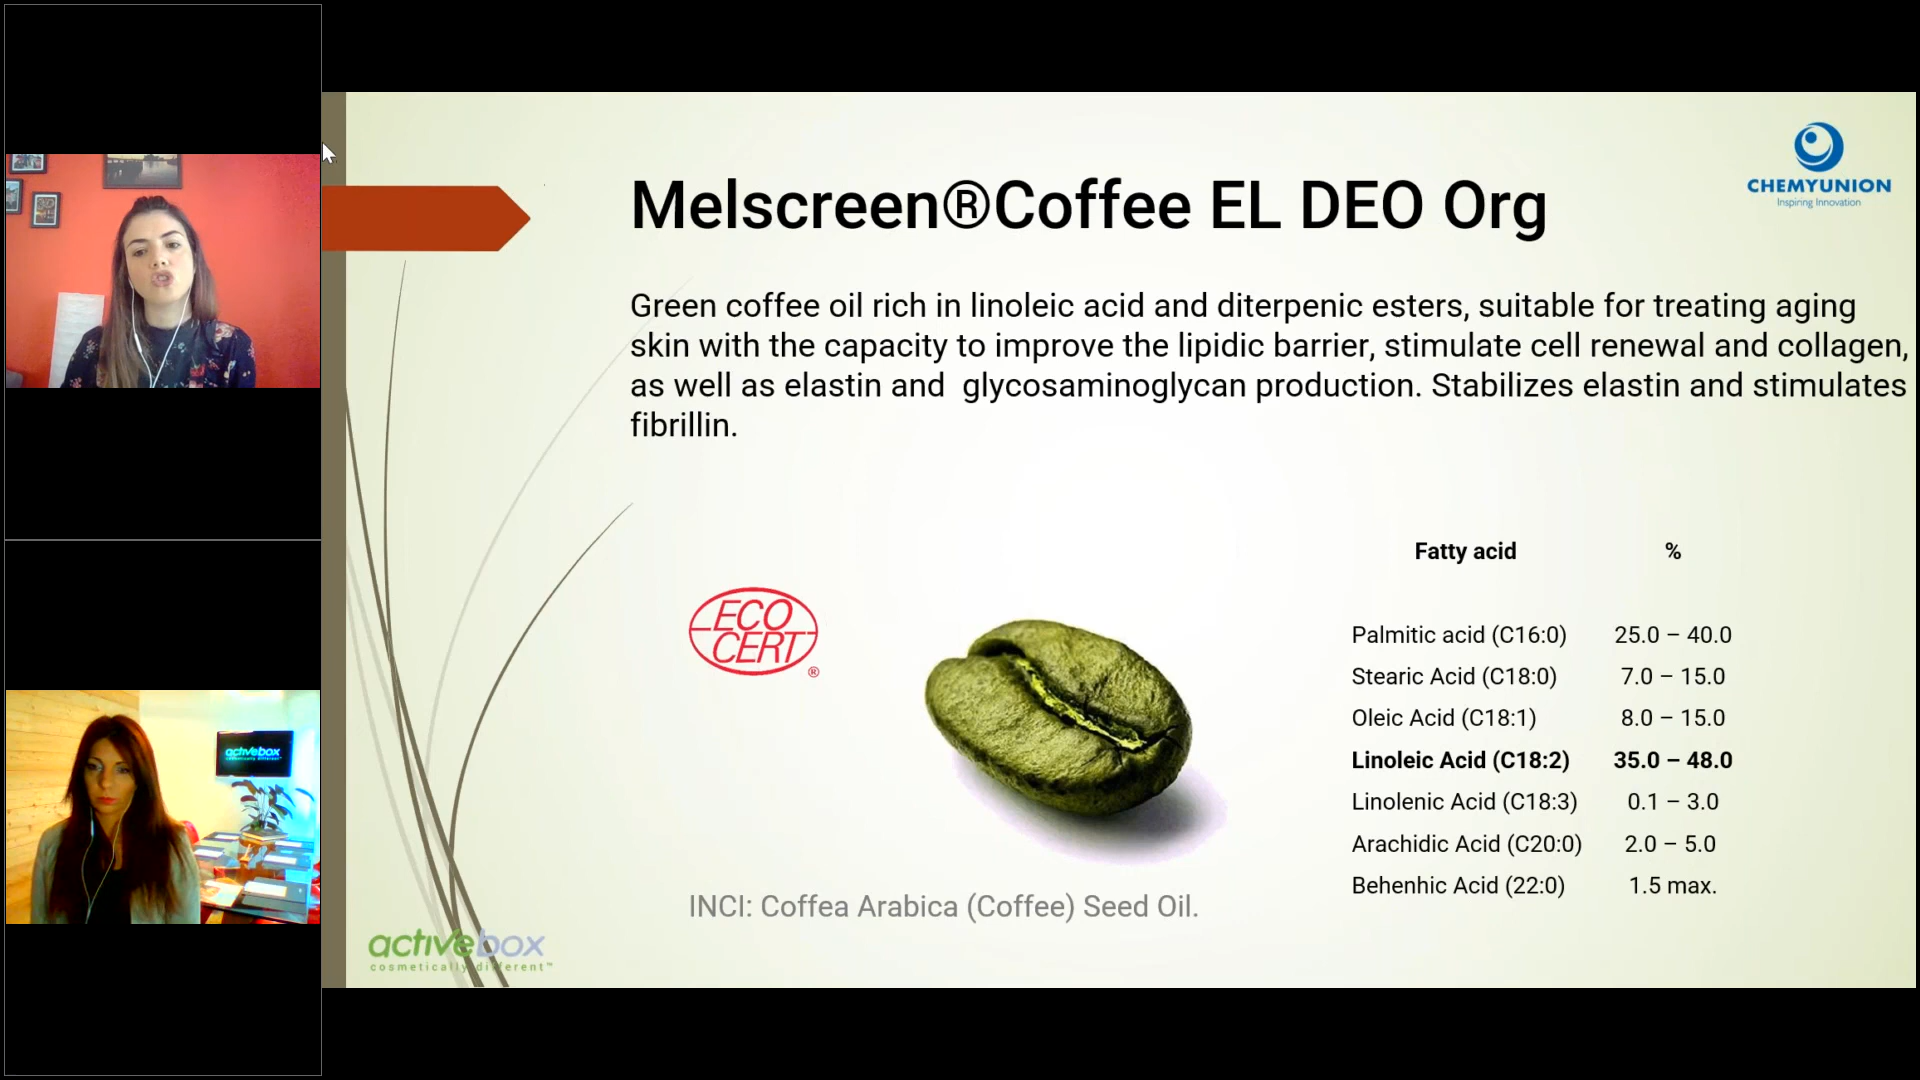 Melscreen®Coffee EL DEO Org
CHEMYUNION
Inspiring Innovation
Green coffee oil rich in linoleic acid and diterpenic esters, suitable for treating aging
skin with the capacity to improve the lipidic barrier, stimulate cell renewal and collagen,
as well as elastin and glycosaminoglycan production. Stabilizes elastin and stimulates
fibrillin.
ECO
CERT
®
Fatty acid %
Palmitic acid (C16:0) 25.0 – 40.0
Stearic Acid (C18:0) 7.0 – 15.0
Oleic Acid (C18:1) 8.0 – 15.0
Linoleic Acid (C18:2) 35.0 – 48.0
Linolenic Acid (C18:3) 0.1 – 3.0
Arachidic Acid (C20:0) 2.0 – 5.0
Behenhic Acid (22:0) 1.5 max.
INCI: Coffea Arabica (Coffee) Seed Oil.
activebox
cosmetically different™
activebox
cosmetically different™